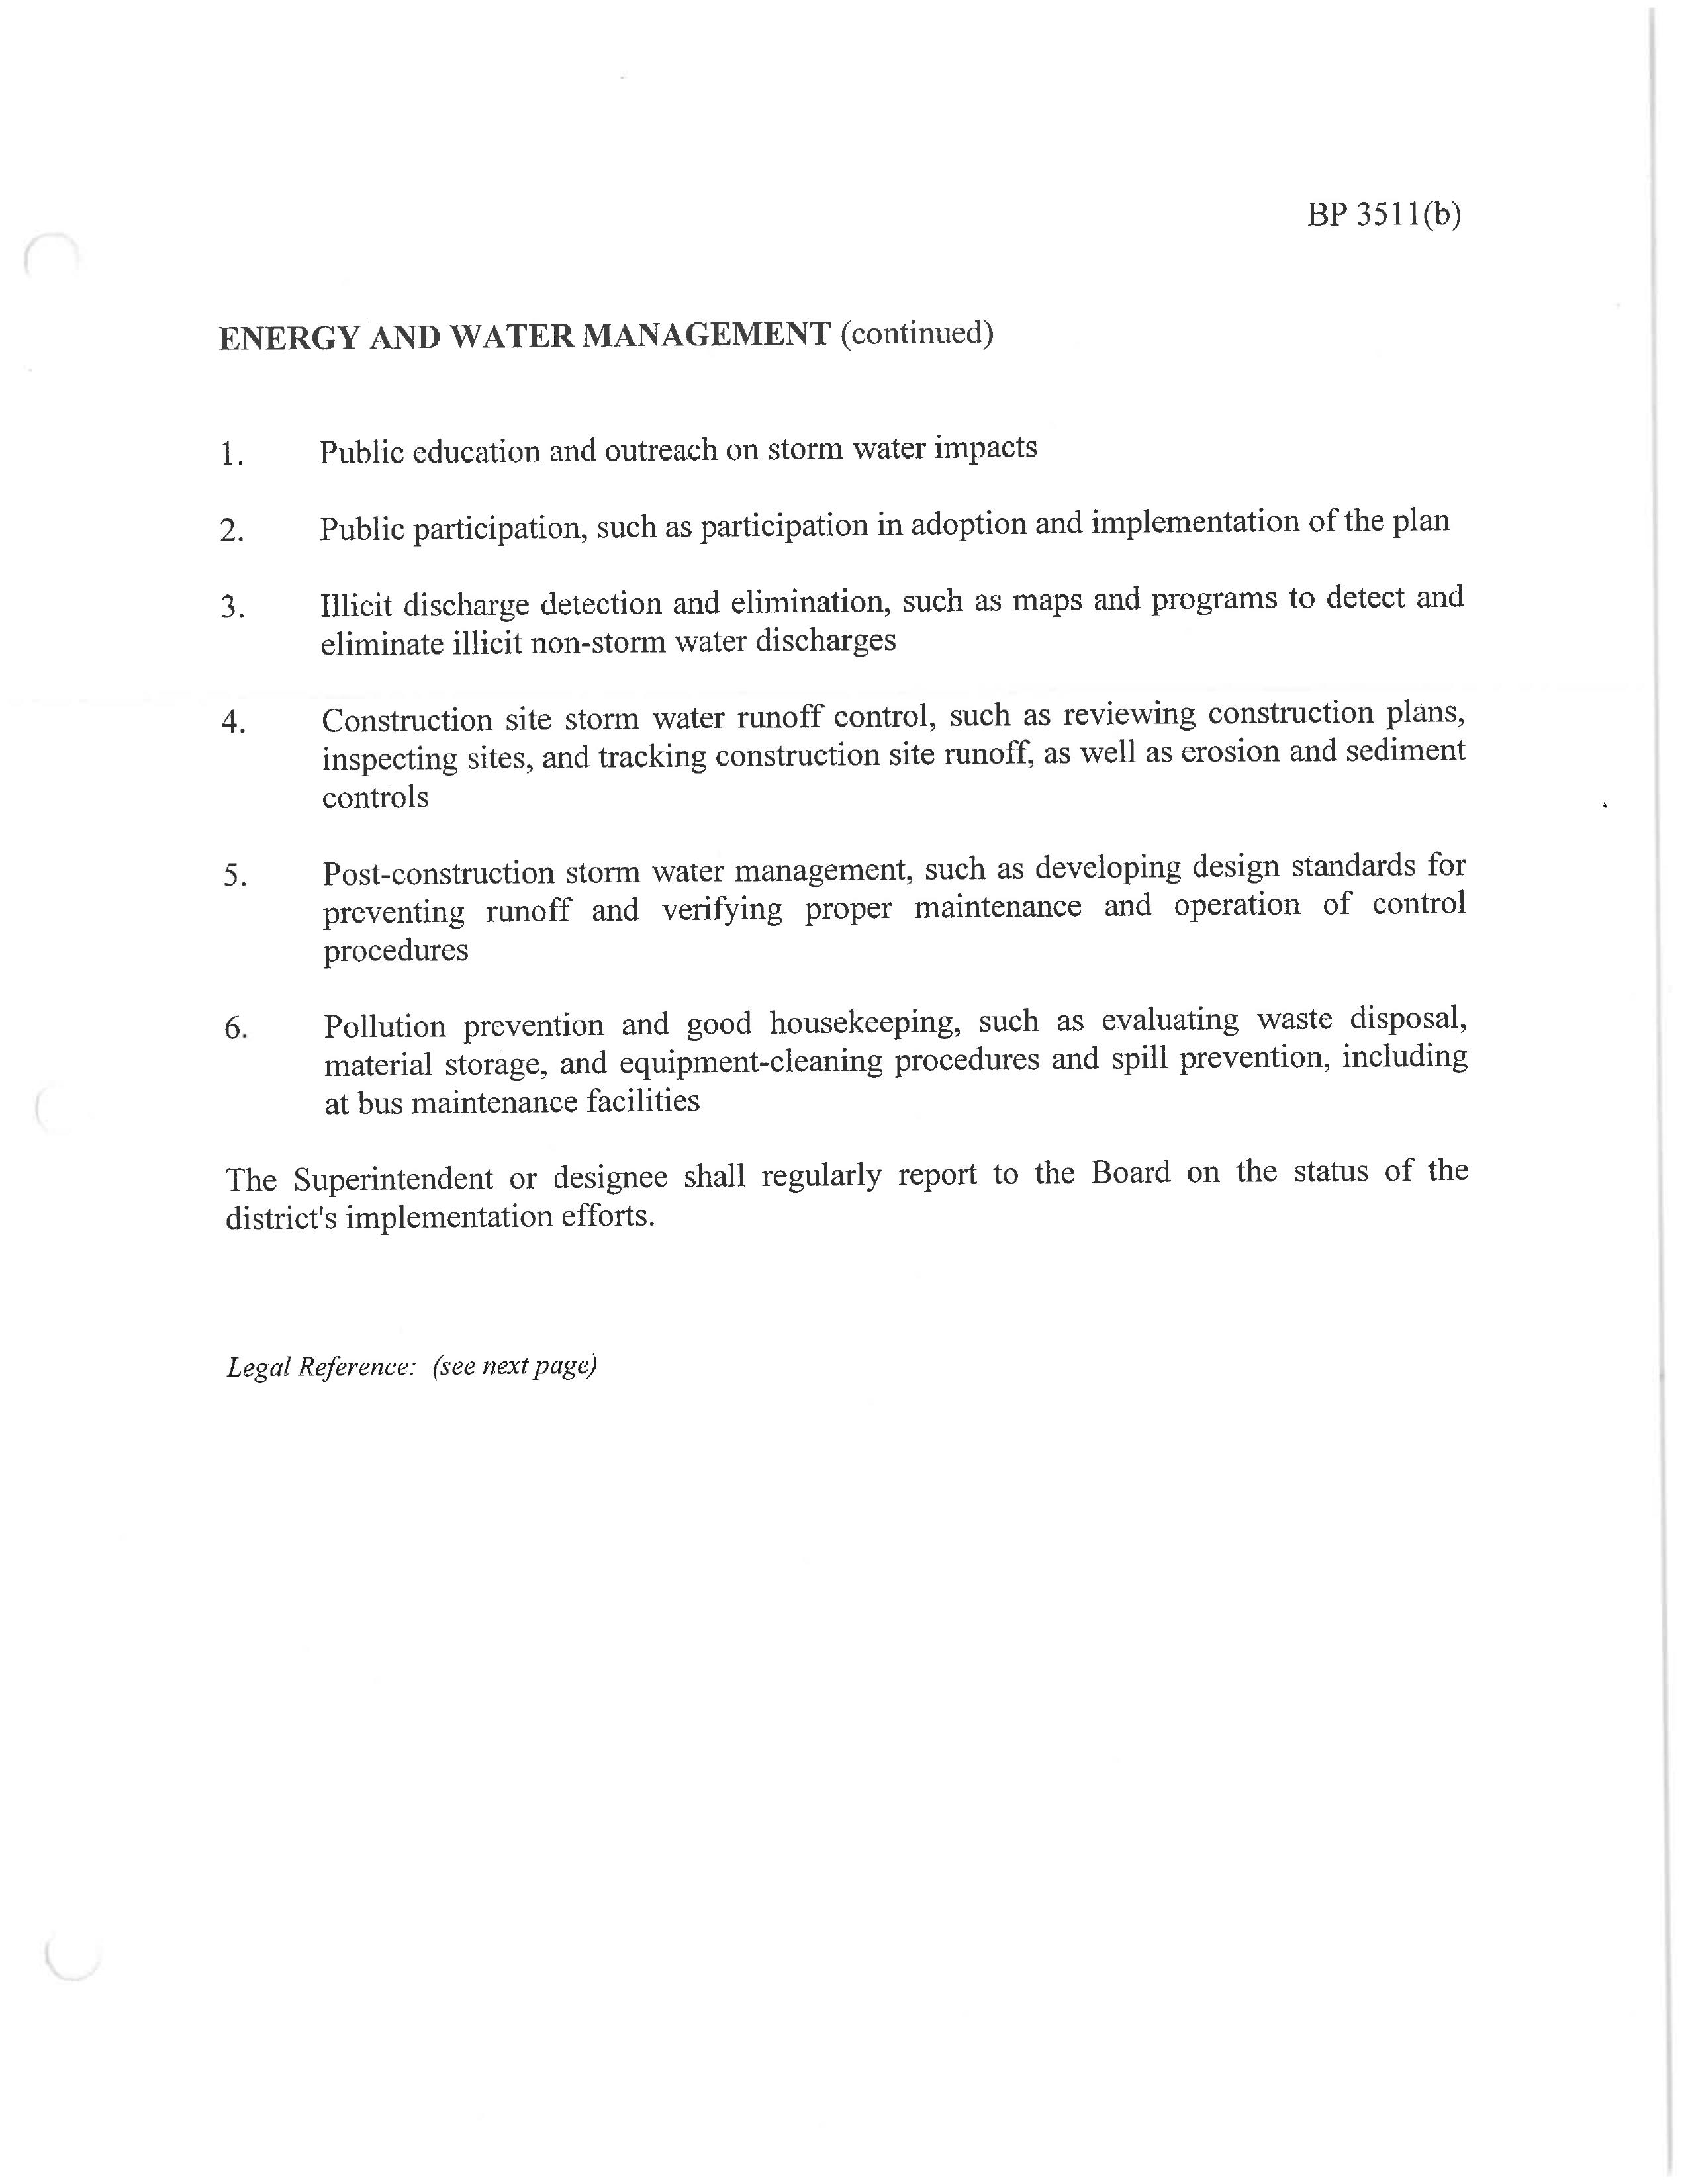 BP 3511(b)
ENERGY AND WATER MANAGEMENT (continued)
1. Public education and outreach on storm water impacts
2. Public participation, such as participation in adoption and implementation of the plan
3. Illicit discharge detection and elimination, such as maps and programs to detect and
eliminate illicit non-storm water discharges
4. Construction site storm water runoff control, such as reviewing construction plans,
inspecting sites, and tracking construction site runoff, as well as erosion and sediment
controls
5. Post-construction storm water management, such as developing design standards for
preventing runoff and verifying proper maintenance and operation of control
procedures
6. Pollution prevention and good housekeeping, such as evaluating waste disposal,
material storage, and equipment-cleaning procedures and spill prevention, including
at bus maintenance facilities
The Superintendent or designee shall regularly report to the Board on the status of the
district's implementation efforts.
Legal Reference: (see next page)